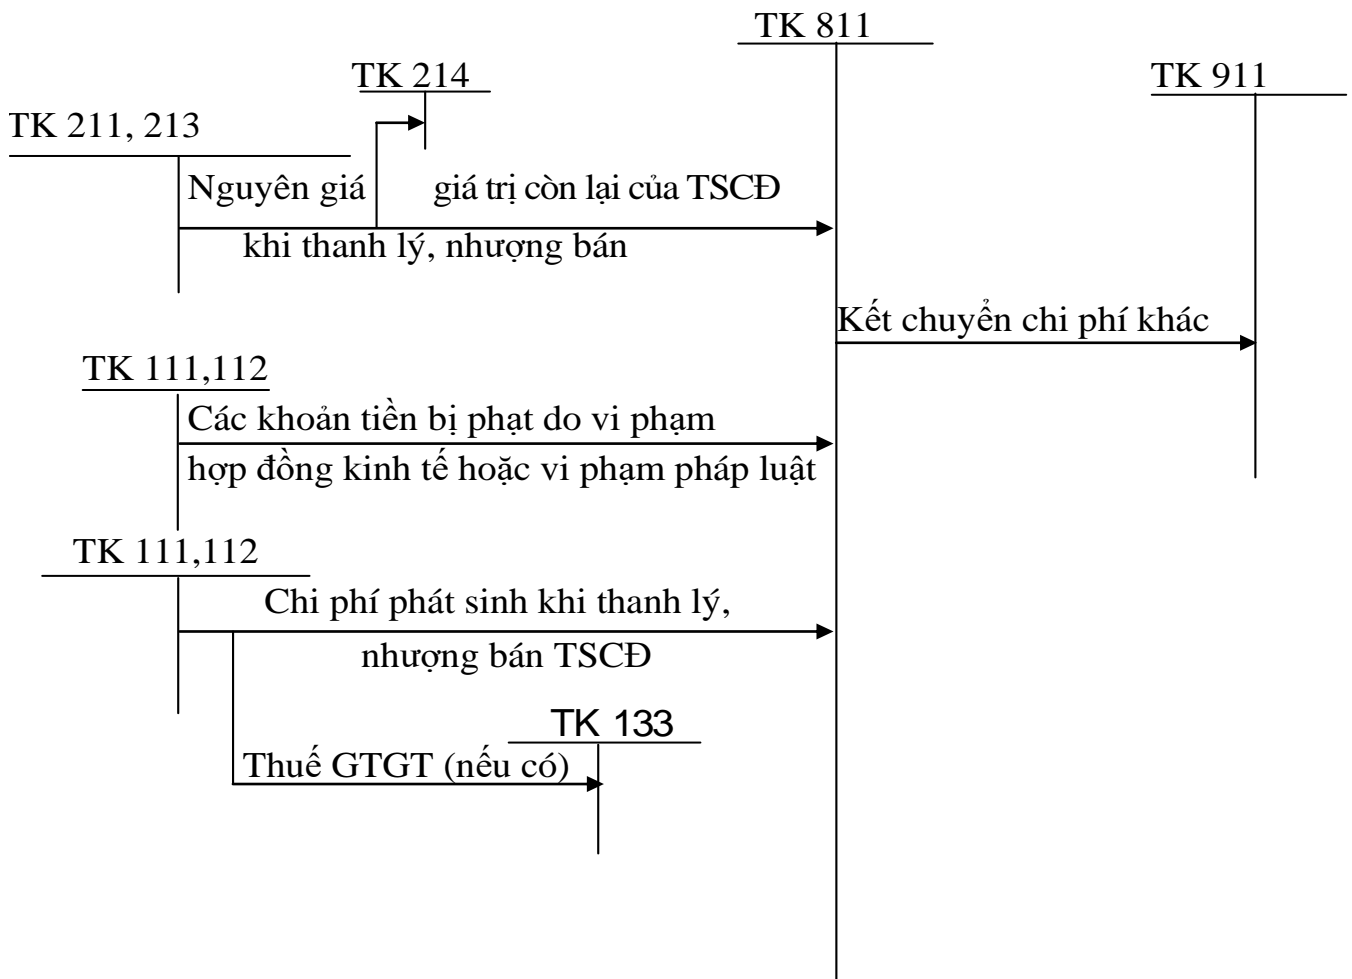 TK 811
TK 214
TK 911
TK 211, 213
Nguyên giá
giá trị còn lại của TSCĐ
khi thanh lý, nhượng bán
Kết chuyển chi phí khác
TK 111,112
Các khoản tiền bị phạt do vi phạm
hợp đồng kinh tế hoặc vi phạm pháp luật
TK 111,112
Chi phí phát sinh khi thanh lý,
nhượng bán TSCĐ
TK 133
Thuế GTGT (nếu có)